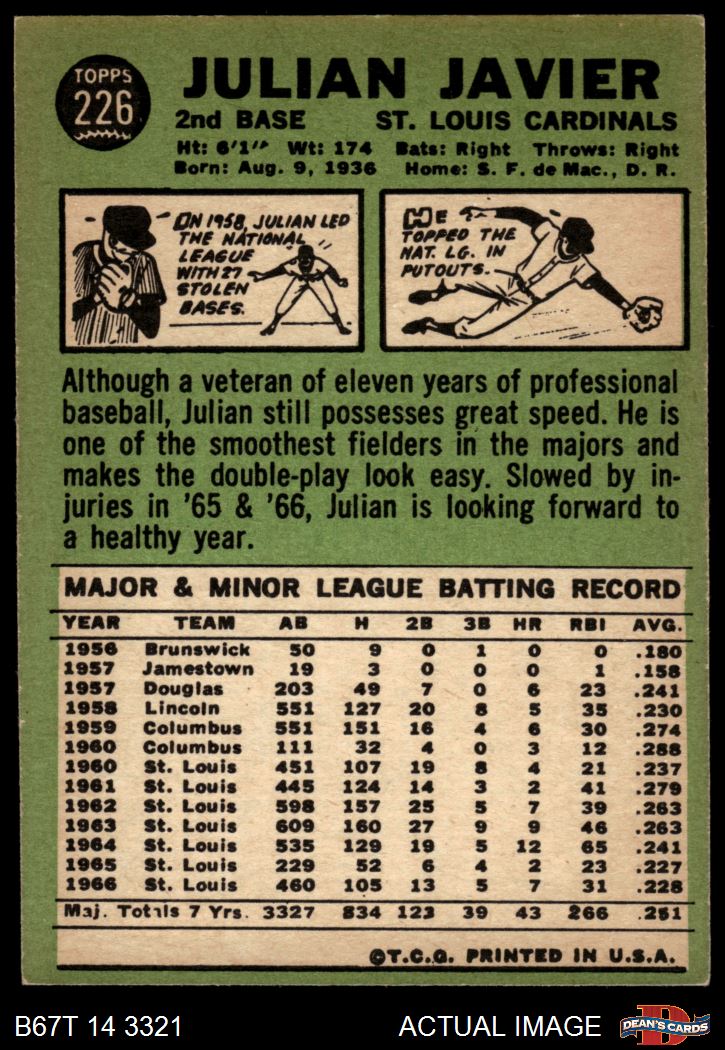 TOPPS
226
JULIAN JAVIER
2nd BASE ST. LOUIS CARDINALS
Ht: 6'1" Wt: 174 Bats: Right Throws: Right
Born: Aug. 9, 1936 Home: S. F. de Mac., D. R.
ON 1958, JULIAN LED
THE NATIONAL
LEAGUE
WITH 27
STOLEN
BASES.
HE
TOPPED THE
NAT. LG. IN
PUTOUTS.
Although a veteran of eleven years of professional
baseball, Julian still possesses great speed. He is
one of the smoothest fielders in the majors and
makes the double-play look easy. Slowed by in-
juries in '65 & '66, Julian is looking forward to
a healthy year.
MAJOR & MINOR LEAGUE BATTING RECORD
YEAR TEAM AB H 2B 3B HR RBI AVG.
1956 Brunswick 50 9 0 1 0 0 .180
1957 Jamestown 19 3 0 0 0 1 .158
1957 Douglas 203 49 7 0 6 23 .241
1958 Lincoln 551 127 20 8 5 35 .230
1959 Columbus 551 151 16 4 6 30 .274
1960 Columbus 111 32 4 0 3 12 .288
1960 St. Louis 451 107 19 8 4 21 .237
1961 St. Louis 445 124 14 3 2 41 .279
1962 St. Louis 598 157 25 5 7 39 .263
1963 St. Louis 609 160 27 9 9 46 .263
1964 St. Louis 535 129 19 5 12 65 .241
1965 St. Louis 229 52 6 4 2 23 .227
1966 St. Louis 460 105 13 5 7 31 .228
Maj. Totals 7 Yrs. 3327 834 123 39 43 266 .251
©T.C.G. PRINTED IN U.S.A.
B67T 14 3321 ACTUAL IMAGE DEAN'S CARDS